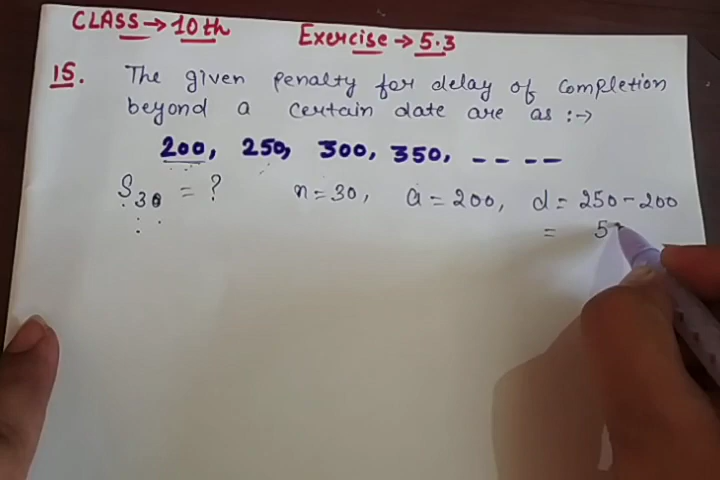 CLASS → 10th Exercise → 5.3
15. The given penalty for delay of completion
beyond a certain date are as :→
200, 250, 300, 350, - - - -
S30 = ? n = 30, a = 200, d = 250 - 200
= 5